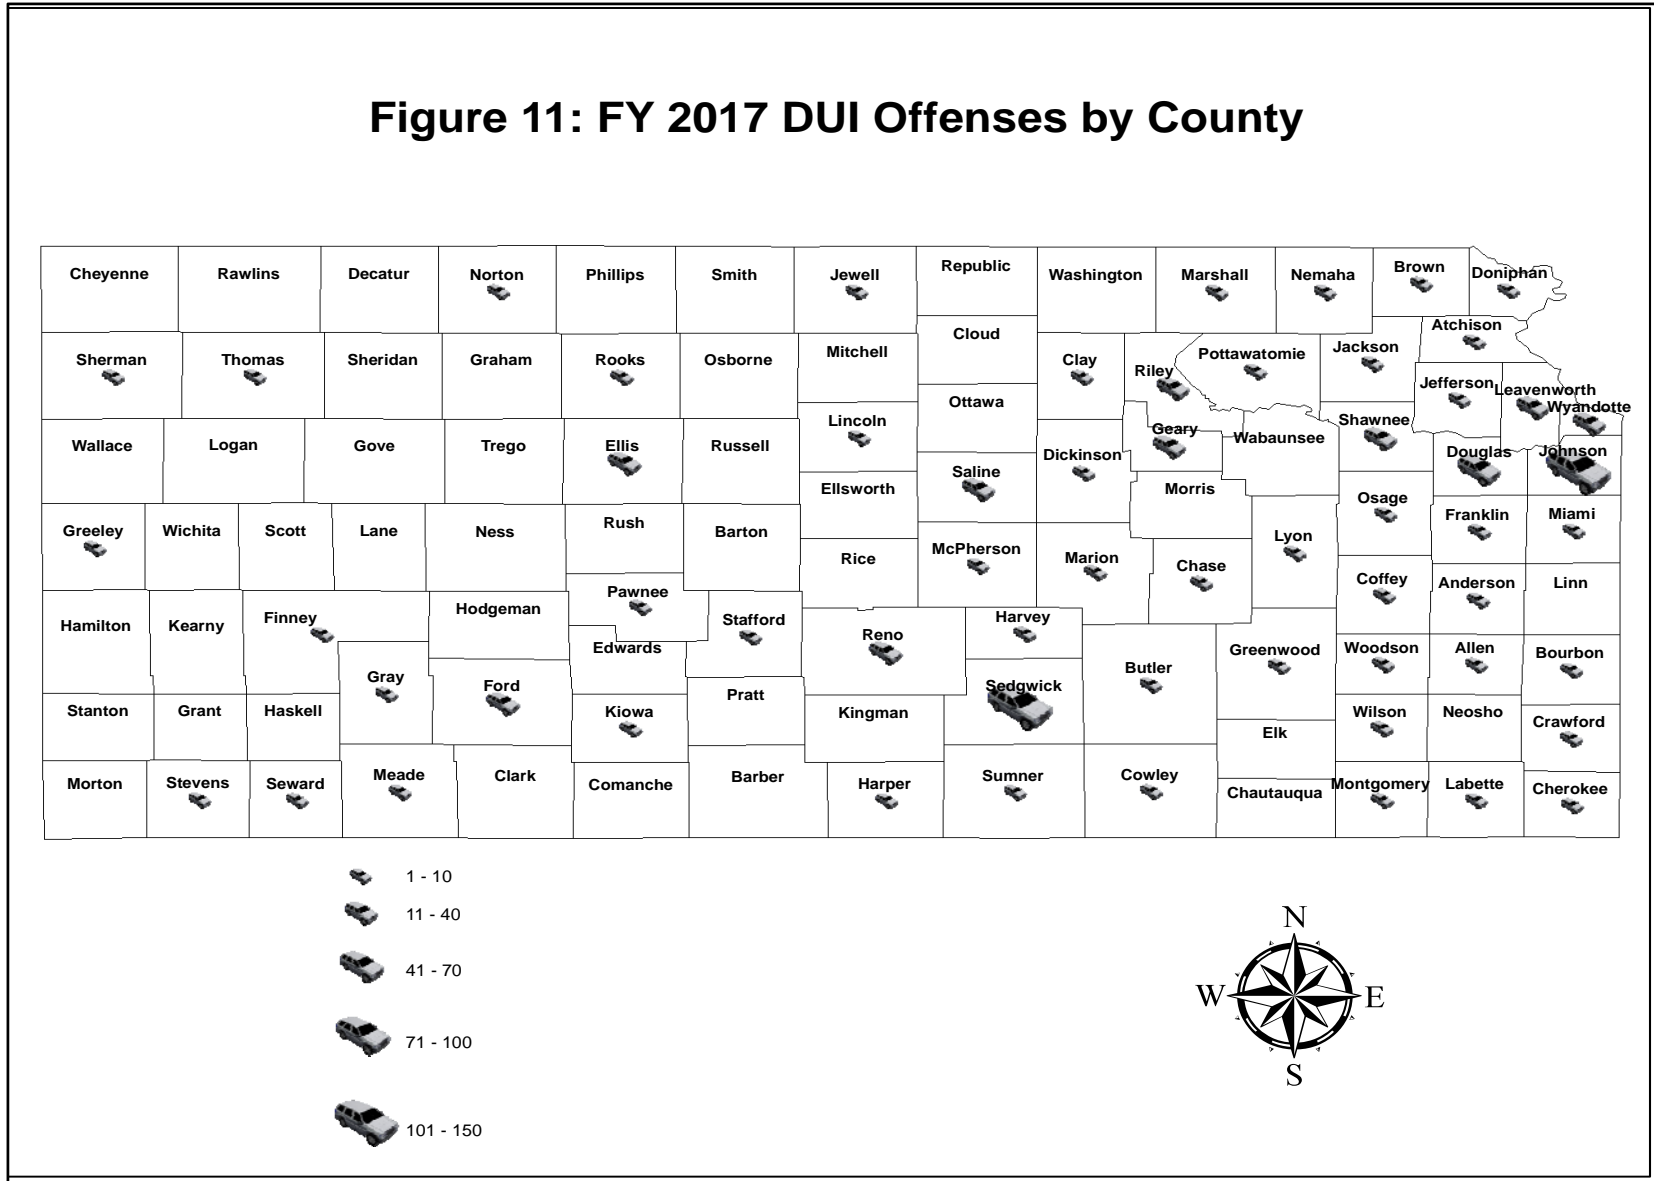 Figure 11: FY 2017 DUI Offenses by County
Cheyenne Rawlins Decatur Norton Phillips Smith Jewell Republic Washington Marshall Nemaha Brown Doniphan
Atchison
Cloud
Sherman Thomas Sheridan Graham Rooks Osborne Mitchell Clay Riley Pottawatomie Jackson
Jefferson Leavenworth
Wyandotte
Ottawa
Lincoln Shawnee
Geary Wabaunsee
Wallace Logan Gove Trego Ellis Russell Dickinson Douglas Johnson
Saline
Ellsworth Morris
Osage
Franklin Miami
Greeley Wichita Scott Lane Ness Rush Barton Lyon
McPherson
Rice Marion Chase
Coffey Anderson Linn
Pawnee
Hodgeman
Hamilton Kearny Finney Stafford Harvey
Reno
Edwards Greenwood Woodson Allen Bourbon
Butler
Gray Ford Sedgwick
Pratt
Stanton Grant Haskell Kiowa Kingman Wilson Neosho
Crawford
Elk
Morton Stevens Seward Meade Clark Comanche Barber Harper Sumner Cowley
Chautauqua Montgomery Labette Cherokee
1 - 10
11 - 40
41 - 70
71 - 100
101 - 150
N
W E
S